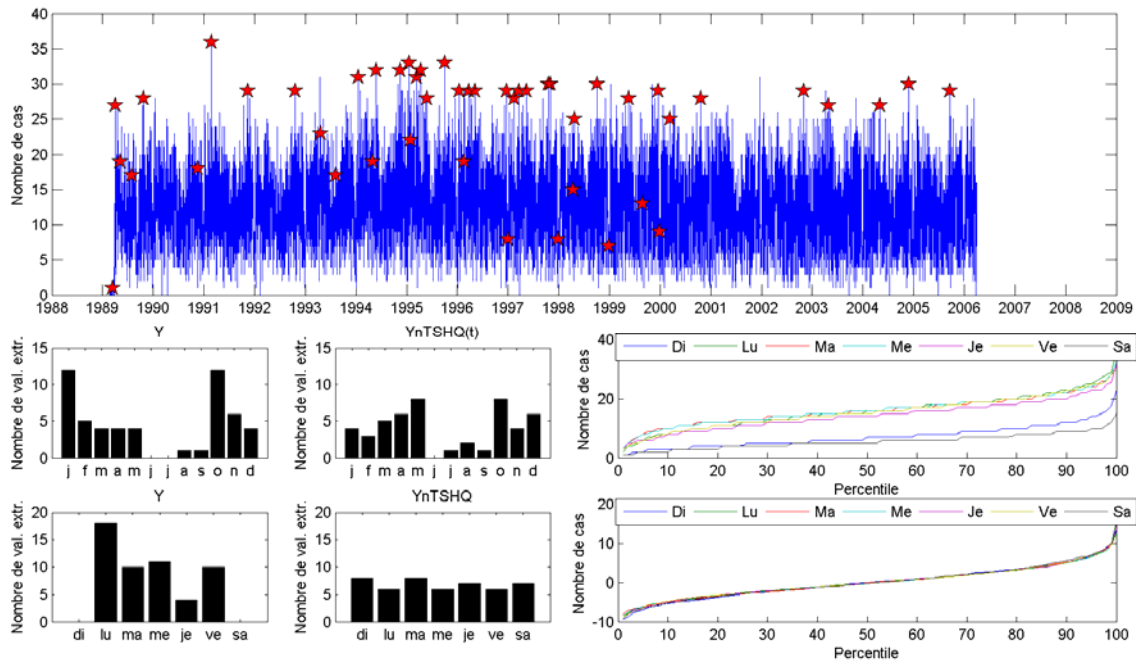 Nombre de cas
40
35
30
25
20
15
10
5
0
1988 1989 1990 1991 1992 1993 1994 1995 1996 1997 1998 1999 2000 2001 2002 2003 2004 2005 2006 2007 2008 2009
Y
Nombre de val. extr.
15
10
5
0
j f m a m j j a s o n d
YnTSHQ(t)
Nombre de val. extr.
15
10
5
0
j f m a m j j a s o n d
Nombre de cas
40
20
0
Di Lu Ma Me Je Ve Sa
0 10 20 30 40 50 60 70 80 90 100
Percentile
Y
Nombre de val. extr.
20
15
10
5
0
di lu ma me je ve sa
YnTSHQ
Nombre de val. extr.
20
15
10
5
0
di lu ma me je ve sa
Nombre de cas
20
10
0
-10
Di Lu Ma Me Je Ve Sa
0 10 20 30 40 50 60 70 80 90 100
Percentile